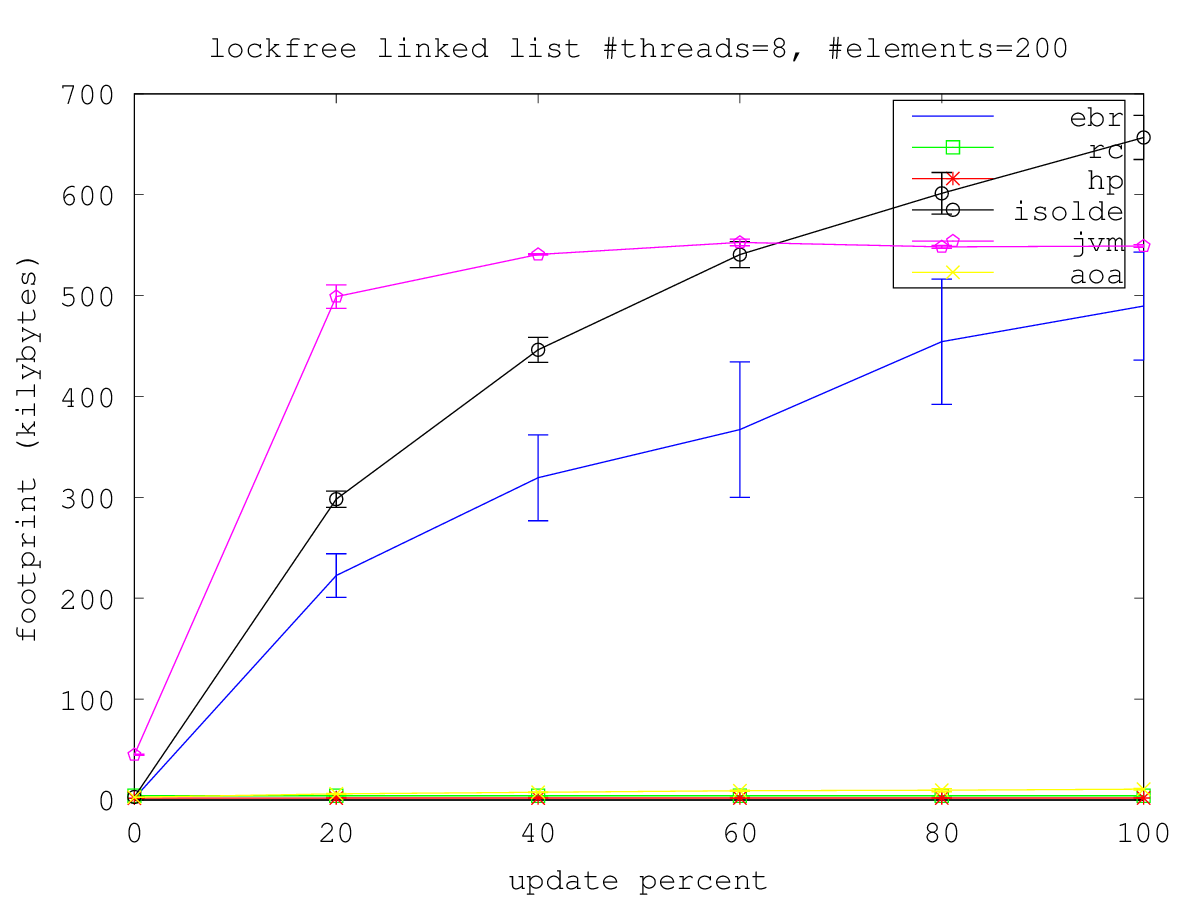 lockfree linked list #threads=8, #elements=200
700
600
500
400
300
200
100
0
footprint (kilybytes)
ebr
rc
hp
isolde
jvm
aoa
0 20 40 60 80 100
update percent